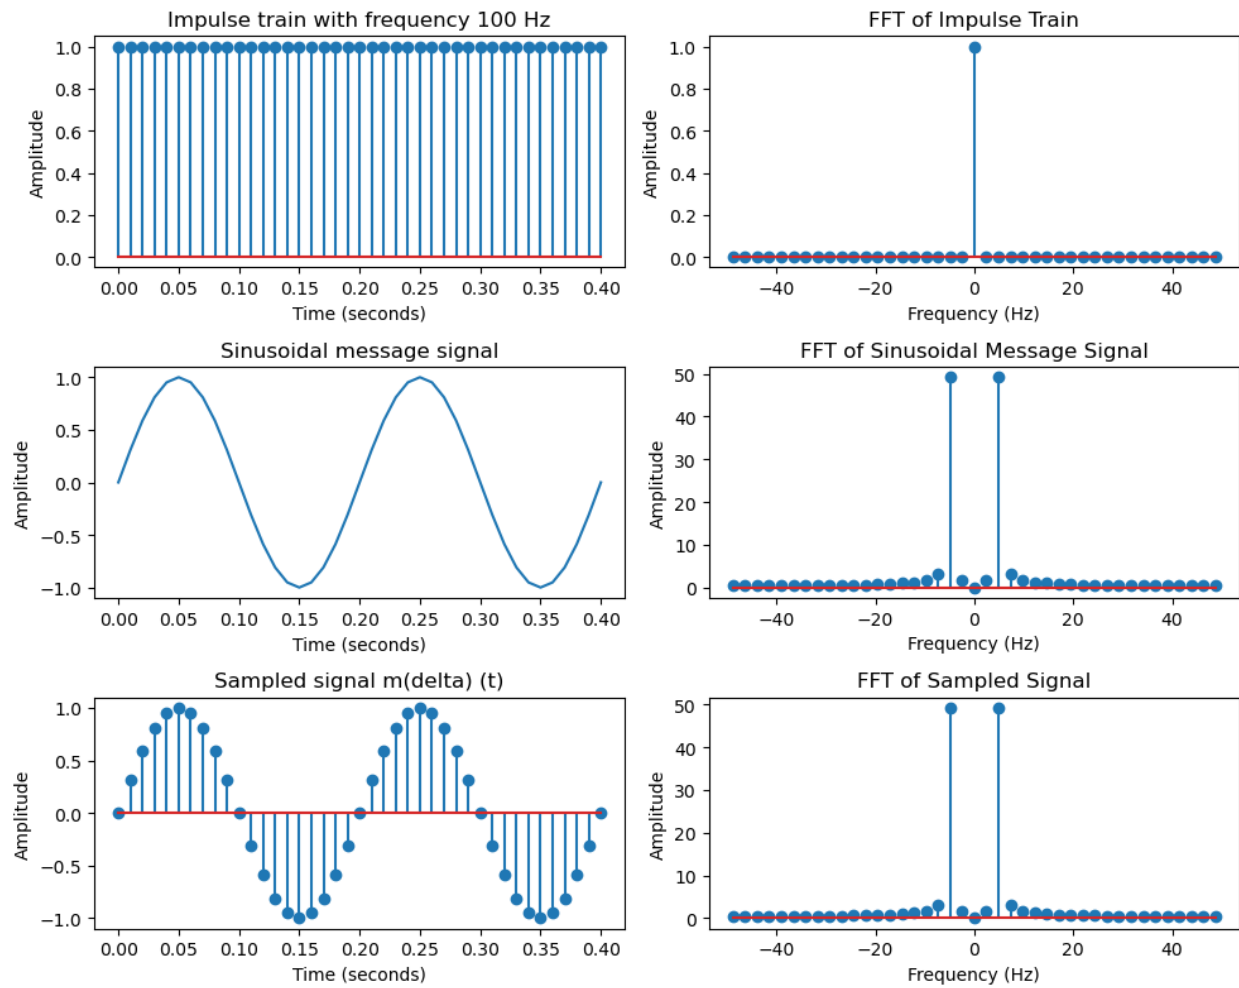 Impulse train with frequency 100 Hz
FFT of Impulse Train
Amplitude
1.0
0.8
0.6
0.4
0.2
0.0
0.00 0.05 0.10 0.15 0.20 0.25 0.30 0.35 0.40
Time (seconds)
Amplitude
1.0
0.8
0.6
0.4
0.2
0.0
−40 −20 0 20 40
Frequency (Hz)
Sinusoidal message signal
FFT of Sinusoidal Message Signal
Amplitude
1.0
0.5
0.0
−0.5
−1.0
0.00 0.05 0.10 0.15 0.20 0.25 0.30 0.35 0.40
Time (seconds)
Amplitude
50
40
30
20
10
0
−40 −20 0 20 40
Frequency (Hz)
Sampled signal m(delta) (t)
FFT of Sampled Signal
Amplitude
1.0
0.5
0.0
−0.5
−1.0
0.00 0.05 0.10 0.15 0.20 0.25 0.30 0.35 0.40
Time (seconds)
Amplitude
50
40
30
20
10
0
−40 −20 0 20 40
Frequency (Hz)